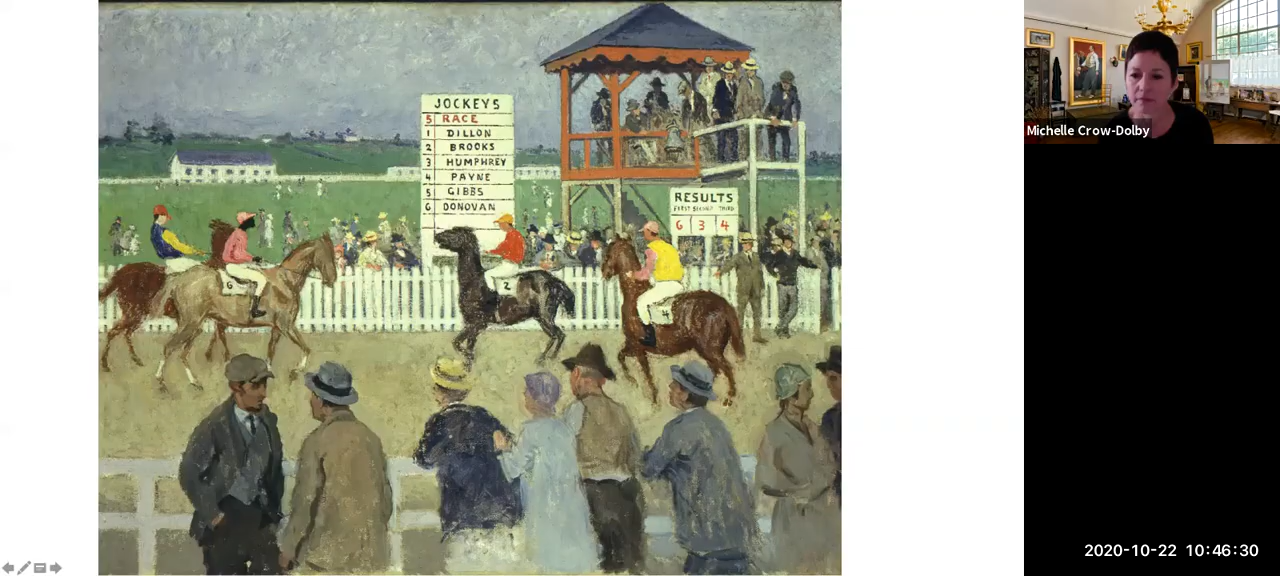 JOCKEYS
5 RACE
1 DILLON
2 BROOKS
3 HUMPHREY
4 PAYNE
5 GIBBS
6 DONOVAN
RESULTS
FIRST SECOND THIRD
6 3 4
6
2
4
Michelle Crow-Dolby
2020-10-22 10:46:30